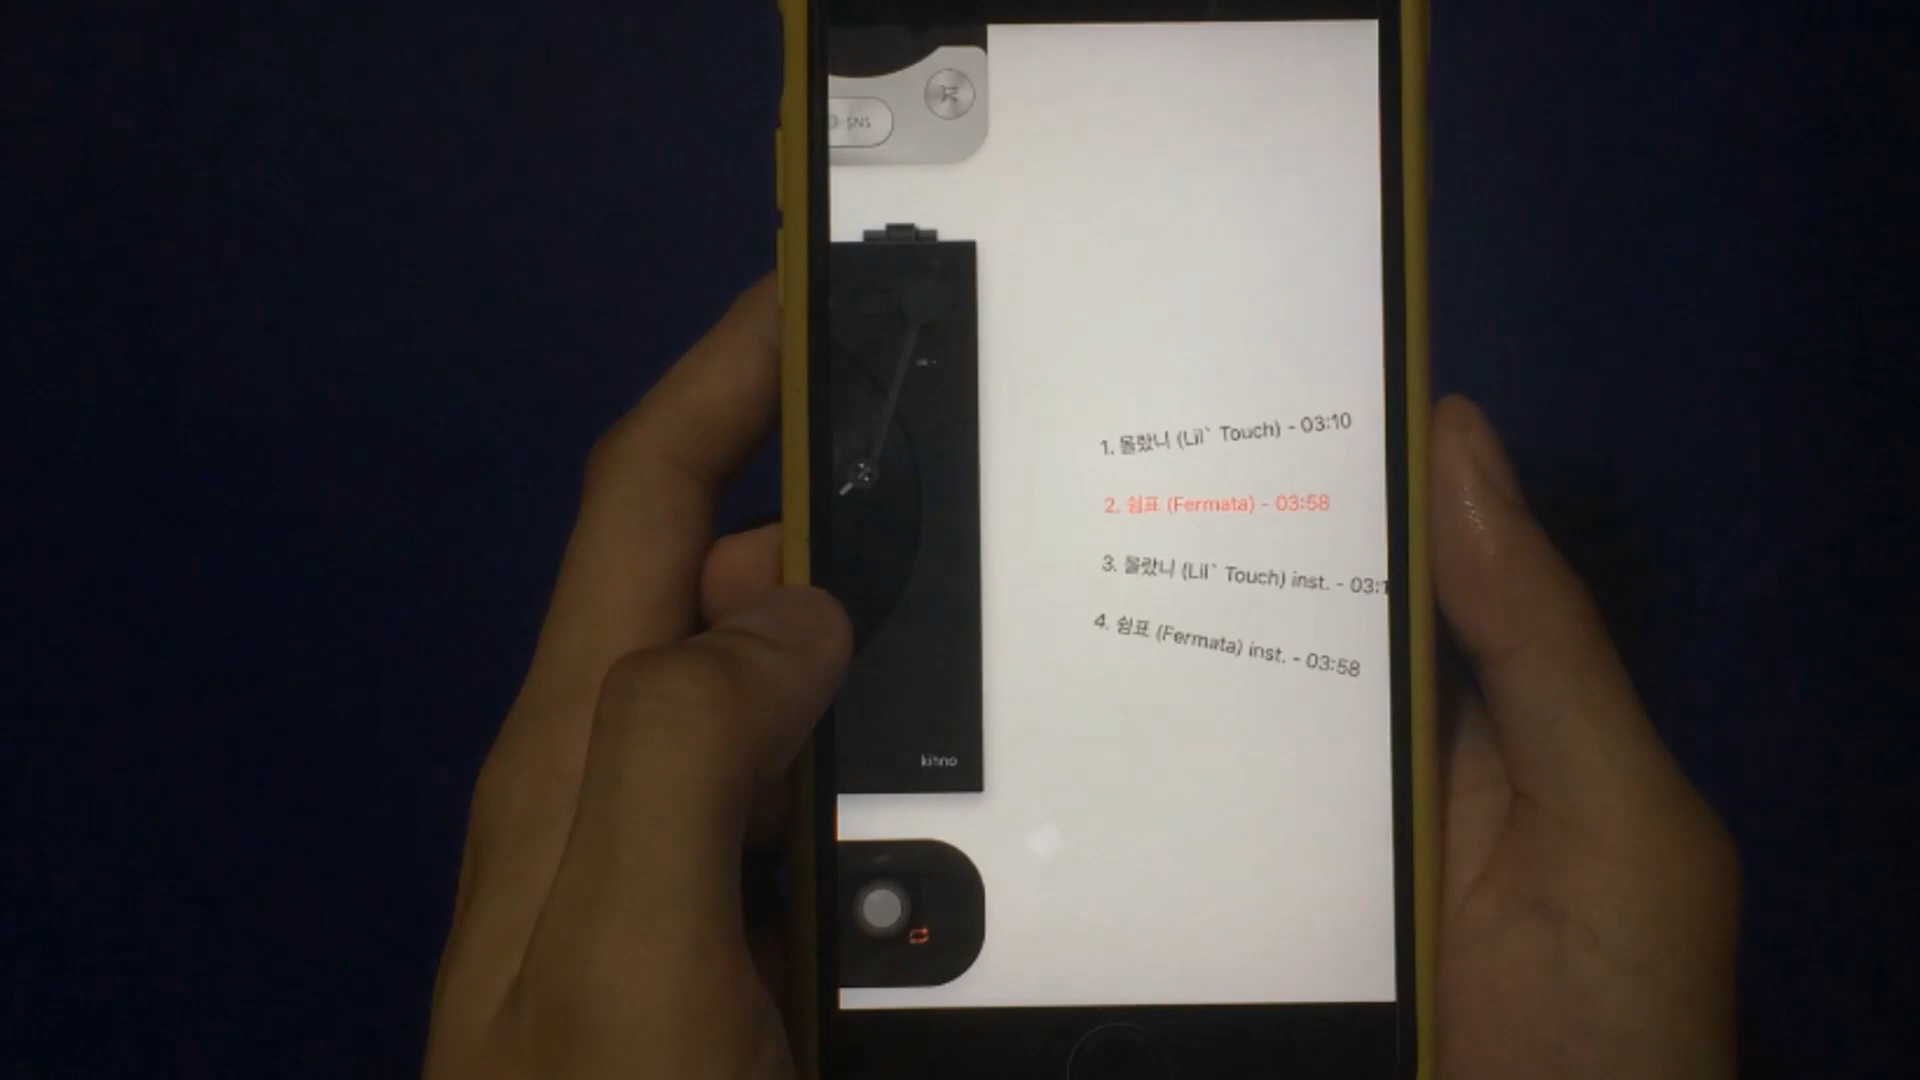 SNS
1. 몰랐니 (Lil` Touch) - 03:10
2. 쉼표 (Fermata) - 03:58
3. 몰랐니 (Lil` Touch) inst. - 03:1
4. 쉼표 (Fermata) inst. - 03:58
kihno